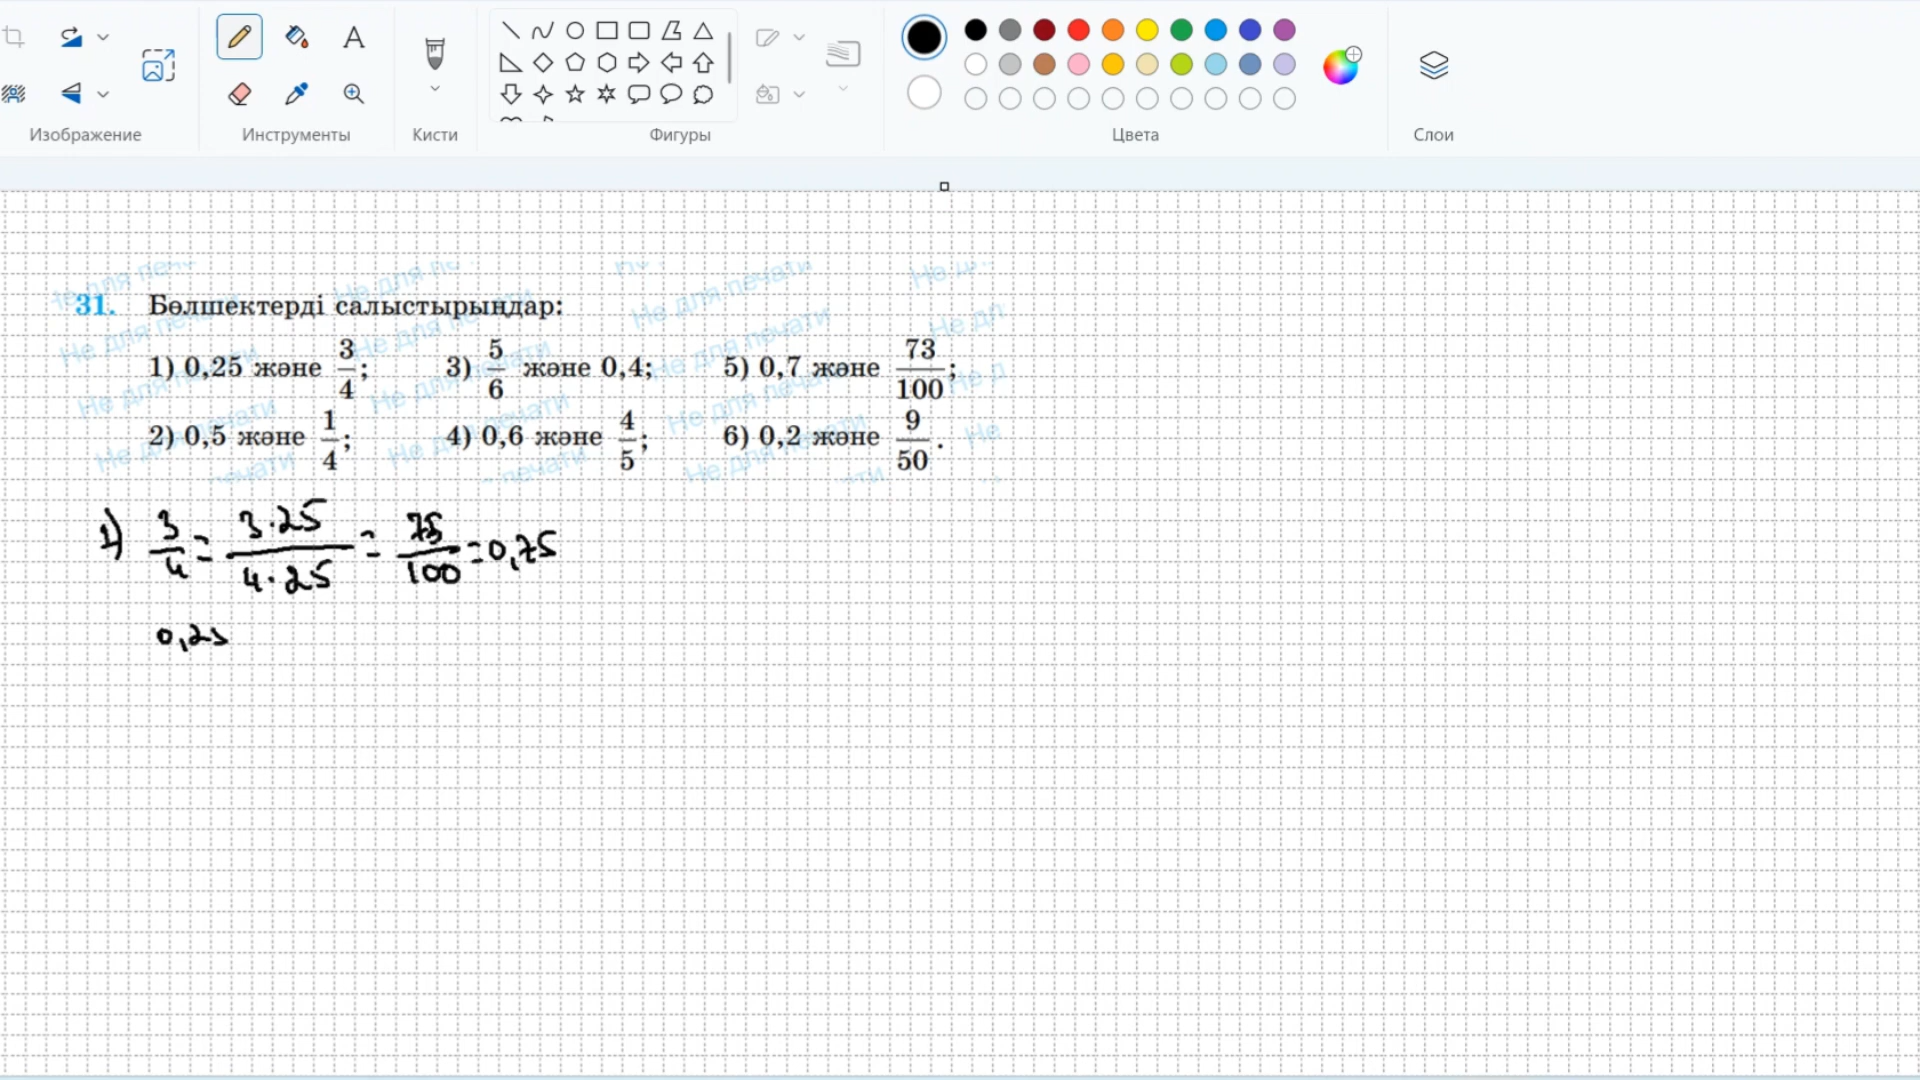 Изображение
Инструменты
Кисти
Фигуры
Цвета
Слои
31. Бөлшектерді салыстырыңдар:
1) 0,25 және 3/4; 3) 5/6 және 0,4; 5) 0,7 және 73/100;
2) 0,5 және 1/4; 4) 0,6 және 4/5; 6) 0,2 және 9/50.
1) 3/4 = 3·25/4·25 = 75/100 = 0,75
0,25
Не для печати